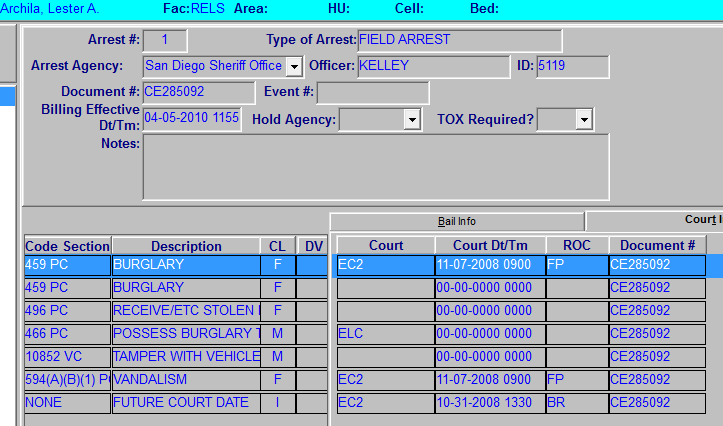 Archila, Lester A. Fac:RELS Area: HU: Cell: Bed:
Arrest #: 1 Type of Arrest: FIELD ARREST
Arrest Agency: San Diego Sheriff Office Officer: KELLEY ID: 5119
Document #: CE285092 Event #:
Billing Effective Dt/Tm: 04-05-2010 1155 Hold Agency: TOX Required?
Notes:
Bail Info Court I
Code Section Description CL DV Court Court Dt/Tm ROC Document #
459 PC BURGLARY F EC2 11-07-2008 0900 FP CE285092
459 PC BURGLARY F 00-00-0000 0000 CE285092
496 PC RECEIVE/ETC STOLEN F 00-00-0000 0000 CE285092
466 PC POSSESS BURGLARY T M ELC 00-00-0000 0000 CE285092
10852 VC TAMPER WITH VEHICLE M 00-00-0000 0000 CE285092
594(A)(B)(1) P VANDALISM F EC2 11-07-2008 0900 FP CE285092
NONE FUTURE COURT DATE I EC2 10-31-2008 1330 BR CE285092